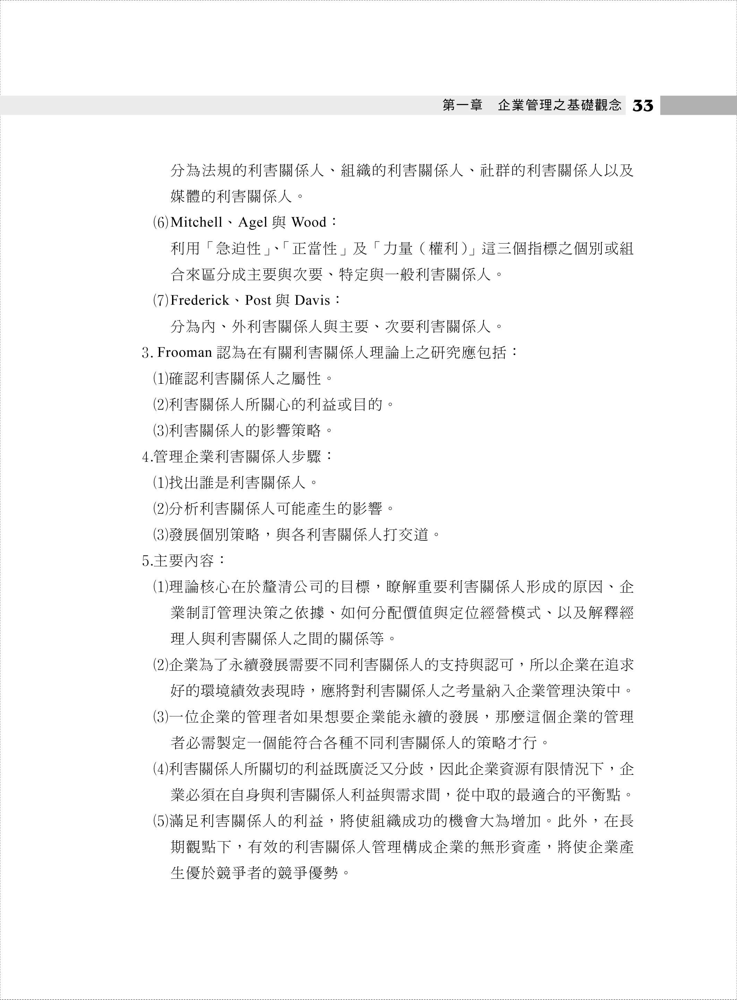 第一章　企業管理之基礎觀念 33
分為法規的利害關係人、組織的利害關係人、社群的利害關係人以及
媒體的利害關係人。
⑹Mitchell、Agel 與 Wood：
利用「急迫性」、「正當性」及「力量（權利）」這三個指標之個別或組
合來區分成主要與次要、特定與一般利害關係人。
⑺Frederick、Post 與 Davis：
分為內、外利害關係人與主要、次要利害關係人。
3. Frooman 認為在有關利害關係人理論上之研究應包括：
⑴確認利害關係人之屬性。
⑵利害關係人所關心的利益或目的。
⑶利害關係人的影響策略。
4.管理企業利害關係人步驟：
⑴找出誰是利害關係人。
⑵分析利害關係人可能產生的影響。
⑶發展個別策略，與各利害關係人打交道。
5.主要內容：
⑴理論核心在於釐清公司的目標，瞭解重要利害關係人形成的原因、企
業制訂管理決策之依據、如何分配價值與定位經營模式、以及解釋經
理人與利害關係人之間的關係等。
⑵企業為了永續發展需要不同利害關係人的支持與認可，所以企業在追求
好的環境績效表現時，應將對利害關係人之考量納入企業管理決策中。
⑶一位企業的管理者如果想要企業能永續的發展，那麼這個企業的管理
者必需製定一個能符合各種不同利害關係人的策略才行。
⑷利害關係人所關切的利益既廣泛又分歧，因此企業資源有限情況下，企
業必須在自身與利害關係人利益與需求間，從中取的最適合的平衡點。
⑸滿足利害關係人的利益，將使組織成功的機會大為增加。此外，在長
期觀點下，有效的利害關係人管理構成企業的無形資產，將使企業產
生優於競爭者的競爭優勢。